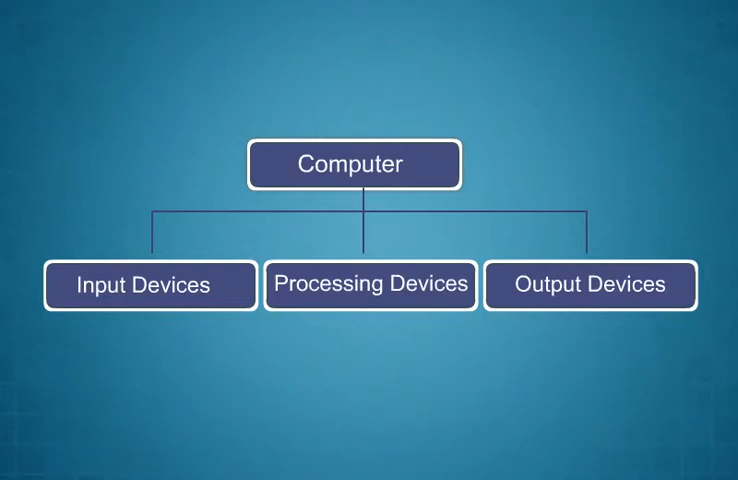 Computer
Input Devices
Processing Devices
Output Devices